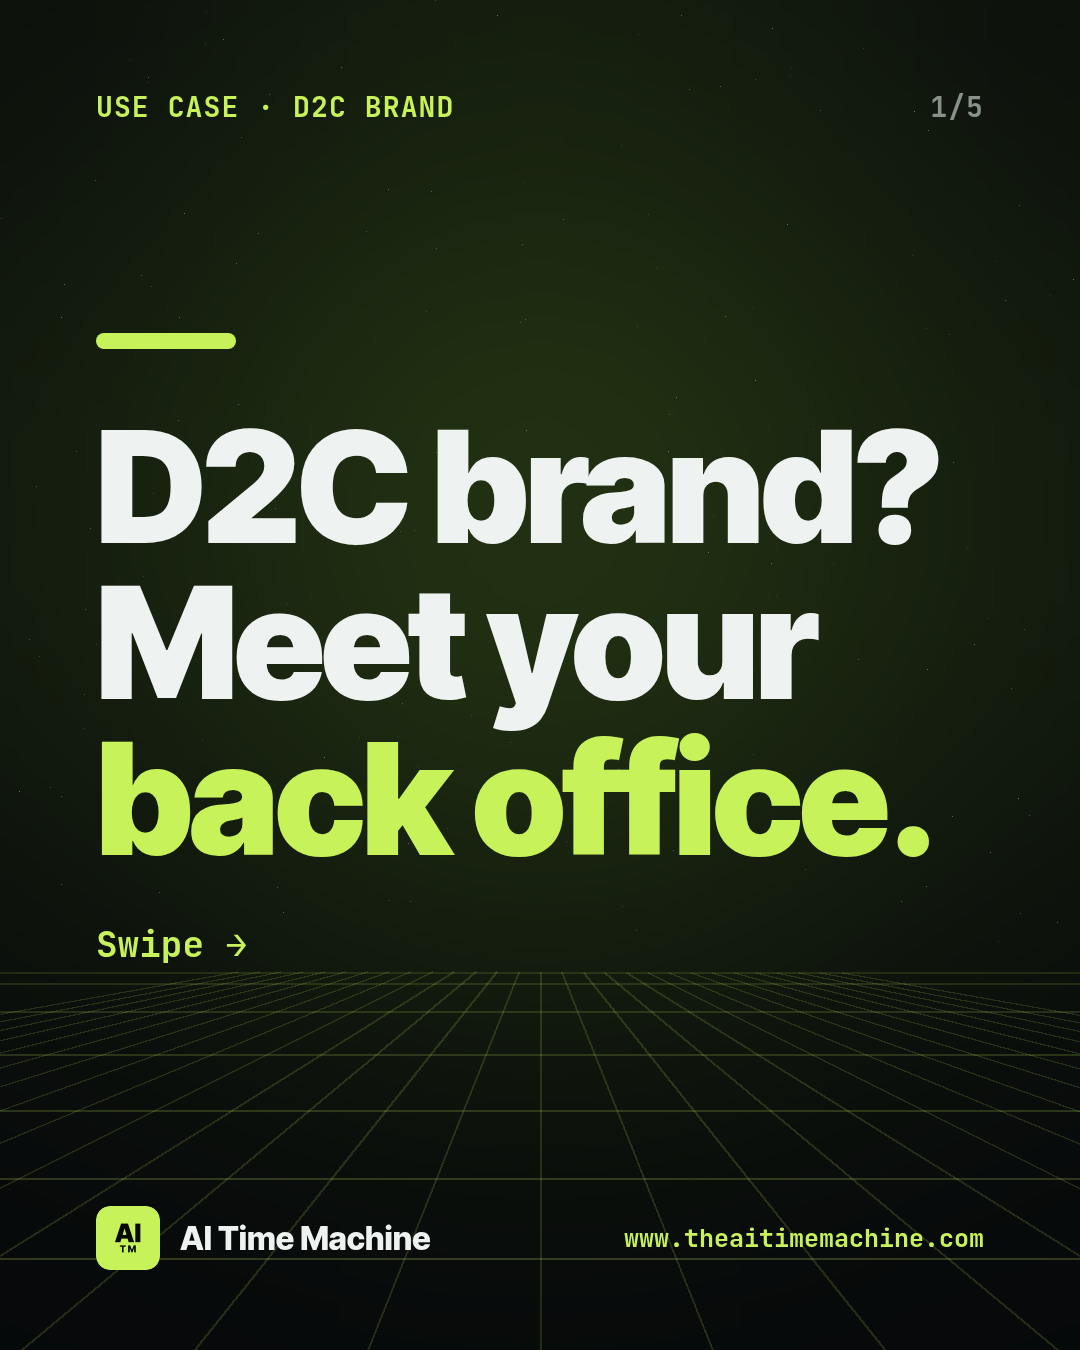 USE CASE · D2C BRAND
1/5
D2C brand?
Meet your
back office.
Swipe →
AI
TM
AI Time Machine
www.theaitimemachine.com